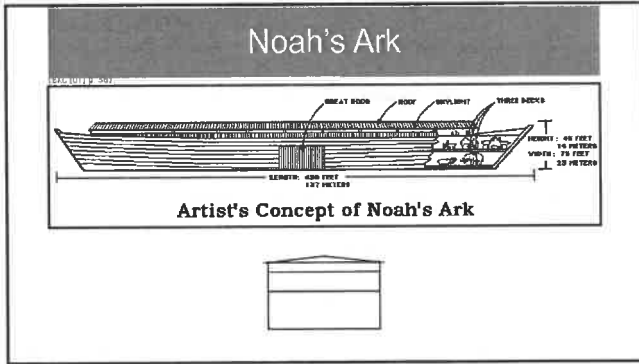 Noah's Ark
GREAT DOOR ROOF SKYLIGHT THREE DECKS
HEIGHT: 45 FEET
14 METERS
WIDTH: 75 FEET
23 METERS
LENGTH: 450 FEET
137 METERS
Artist's Concept of Noah's Ark